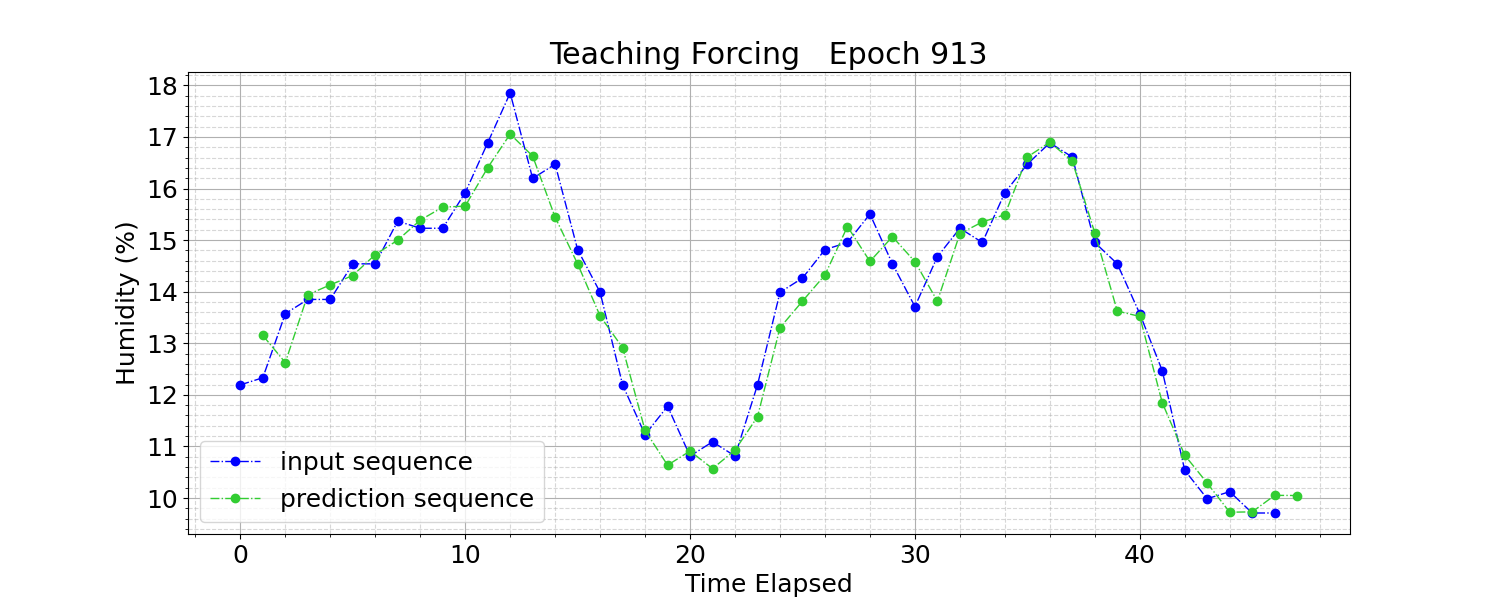 Teaching Forcing   Epoch 913
Humidity (%)
18
17
16
15
14
13
12
11
10
input sequence
prediction sequence
0 10 20 30 40
Time Elapsed